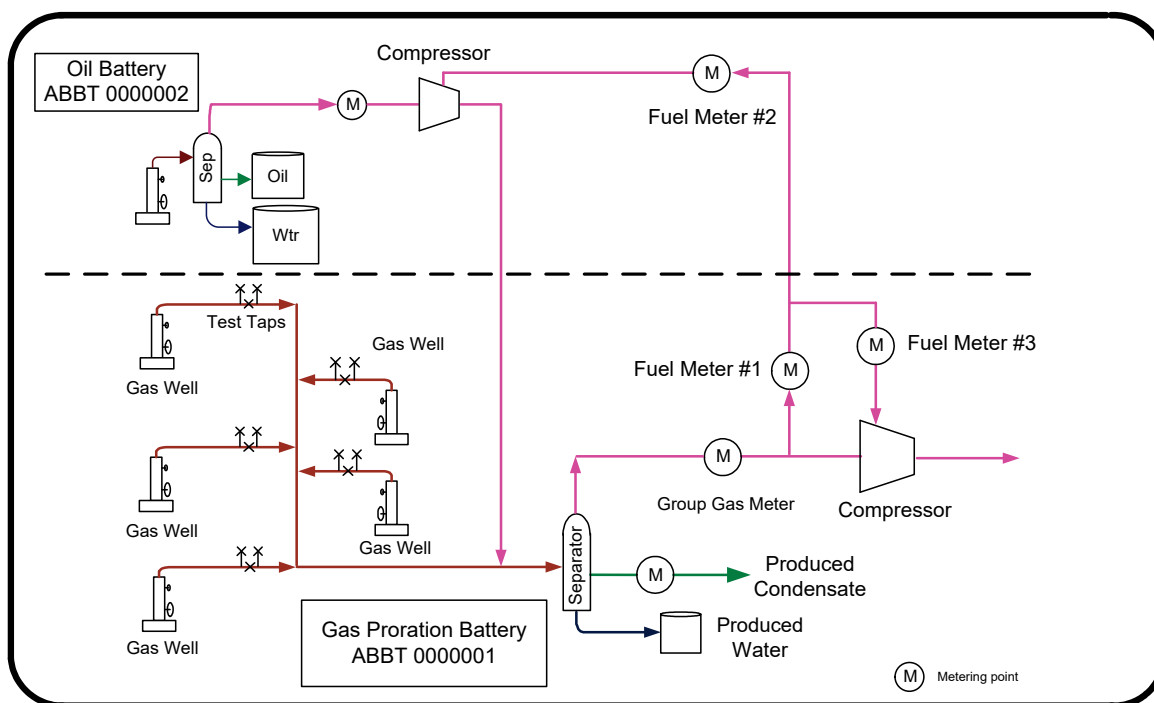 Oil Battery
ABBT 0000002
Compressor
M
M
Fuel Meter #2
Sep
Oil
Wtr
Test Taps
Gas Well
Gas Well
M
Fuel Meter #3
Fuel Meter #1
M
Gas Well
Gas Well
M
Group Gas Meter
Compressor
Gas Well
Separator
M
Produced
Condensate
Produced
Water
Gas Proration Battery
ABBT 0000001
M
Metering point